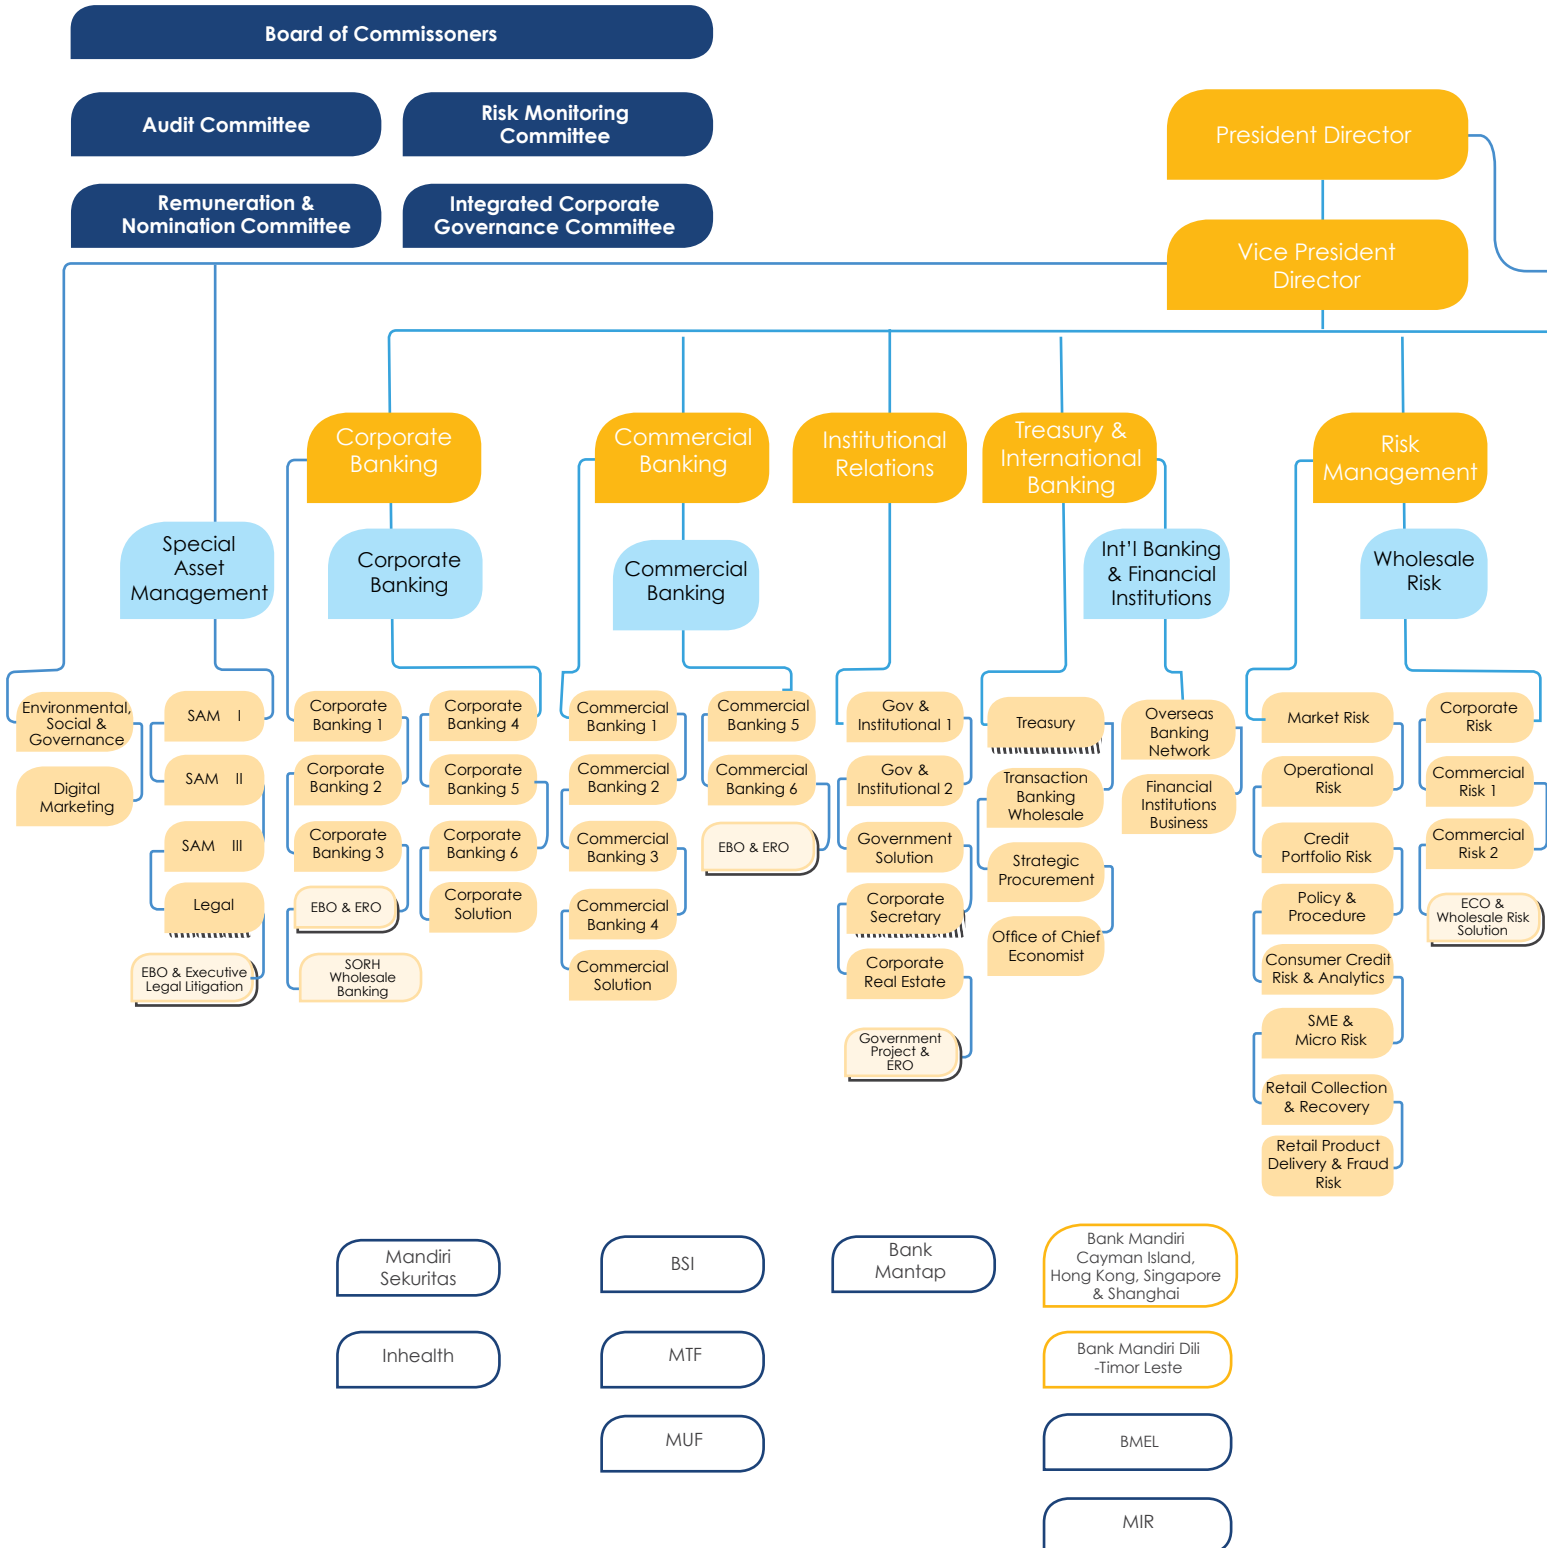 Board of Commissoners
Audit Committee
Risk Monitoring
Committee
Remuneration &
Nomination Committee
Integrated Corporate
Governance Committee
President Director
Vice President
Director
Corporate
Banking
Commercial
Banking
Institutional
Relations
Treasury &
International
Banking
Risk
Management
Special
Asset
Management
Corporate
Banking
Commercial
Banking
Int'l Banking
& Financial
Institutions
Wholesale
Risk
Environmental,
Social &
Governance
Digital
Marketing
SAM I
SAM II
SAM III
Legal
EBO & Executive
Legal Litigation
Corporate
Banking 1
Corporate
Banking 2
Corporate
Banking 3
EBO & ERO
SORH
Wholesale
Banking
Corporate
Banking 4
Corporate
Banking 5
Corporate
Banking 6
Corporate
Solution
Commercial
Banking 1
Commercial
Banking 2
Commercial
Banking 3
Commercial
Banking 4
Commercial
Solution
Commercial
Banking 5
Commercial
Banking 6
EBO & ERO
Gov &
Institutional 1
Gov &
Institutional 2
Government
Solution
Corporate
Secretary
Corporate
Real Estate
Government
Project &
ERO
Treasury
Transaction
Banking
Wholesale
Strategic
Procurement
Office of Chief
Economist
Overseas
Banking
Network
Financial
Institutions
Business
Market Risk
Operational
Risk
Credit
Portfolio Risk
Policy &
Procedure
Consumer Credit
Risk & Analytics
SME &
Micro Risk
Retail Collection
& Recovery
Retail Product
Delivery & Fraud
Risk
Corporate
Risk
Commercial
Risk 1
Commercial
Risk 2
ECO &
Wholesale Risk
Solution
Mandiri
Sekuritas
Inhealth
BSI
MTF
MUF
Bank
Mantap
Bank Mandiri
Cayman Island,
Hong Kong, Singapore
& Shanghai
Bank Mandiri Dili
-Timor Leste
BMEL
MIR